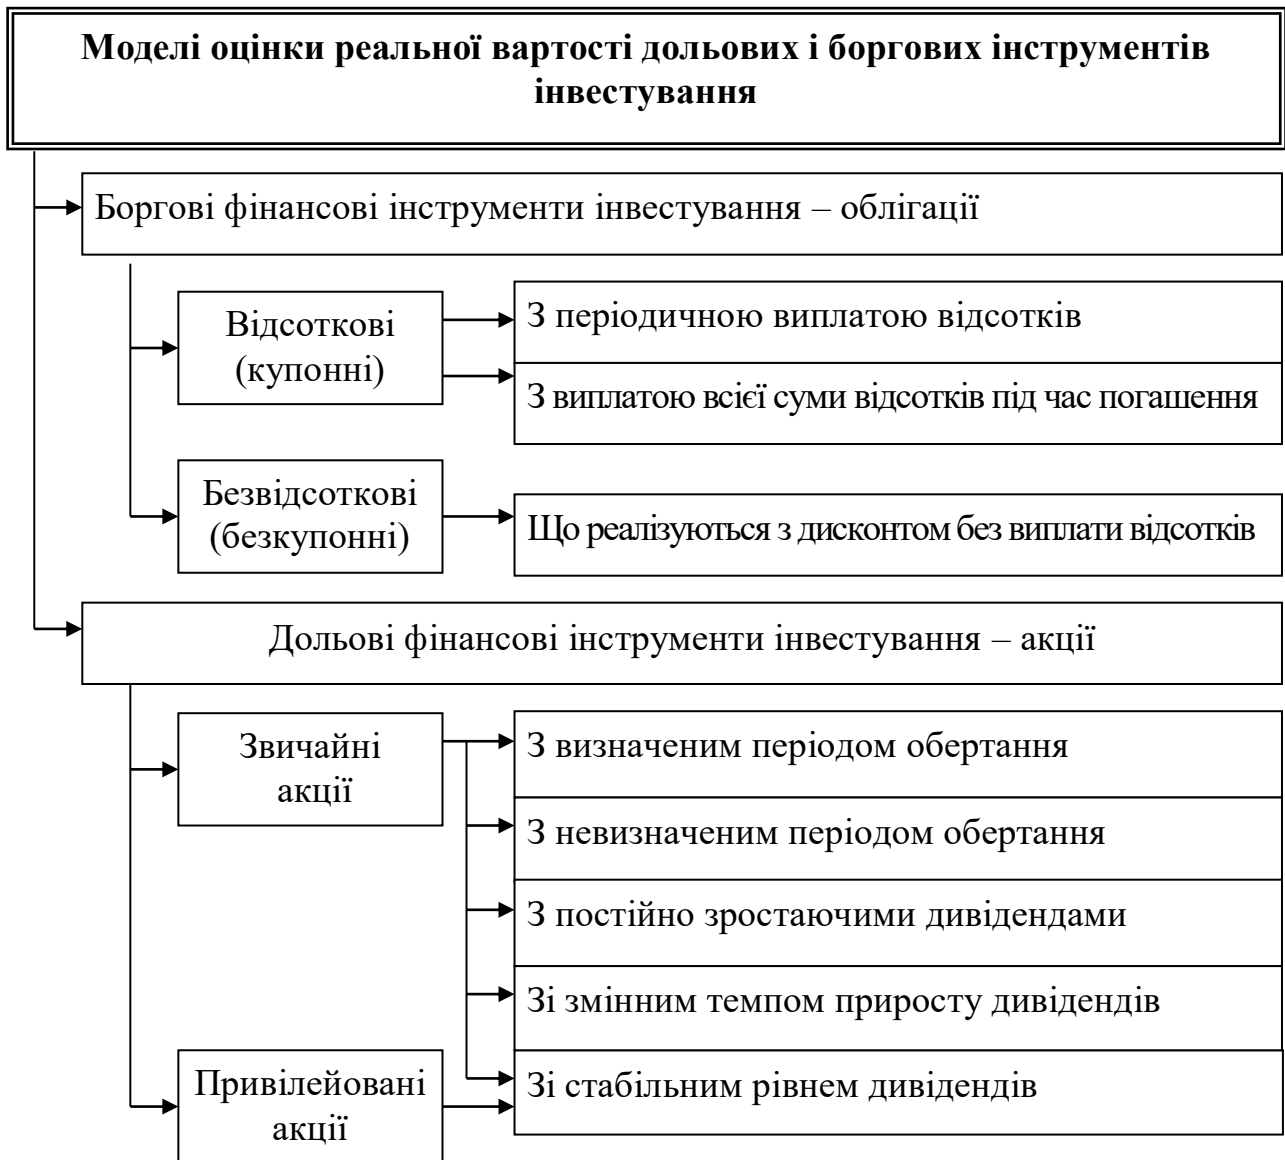 Моделі оцінки реальної вартості дольових і боргових інструментів
інвестування
Боргові фінансові інструменти інвестування – облігації
Відсоткові
(купонні)
З періодичною виплатою відсотків
З виплатою всієї суми відсотків під час погашення
Безвідсоткові
(безкупонні)
Що реалізуються з дисконтом без виплати відсотків
Дольові фінансові інструменти інвестування – акції
Звичайні
акції
З визначеним періодом обертання
З невизначеним періодом обертання
З постійно зростаючими дивідендами
Зі змінним темпом приросту дивідендів
Привілейовані
акції
Зі стабільним рівнем дивідендів